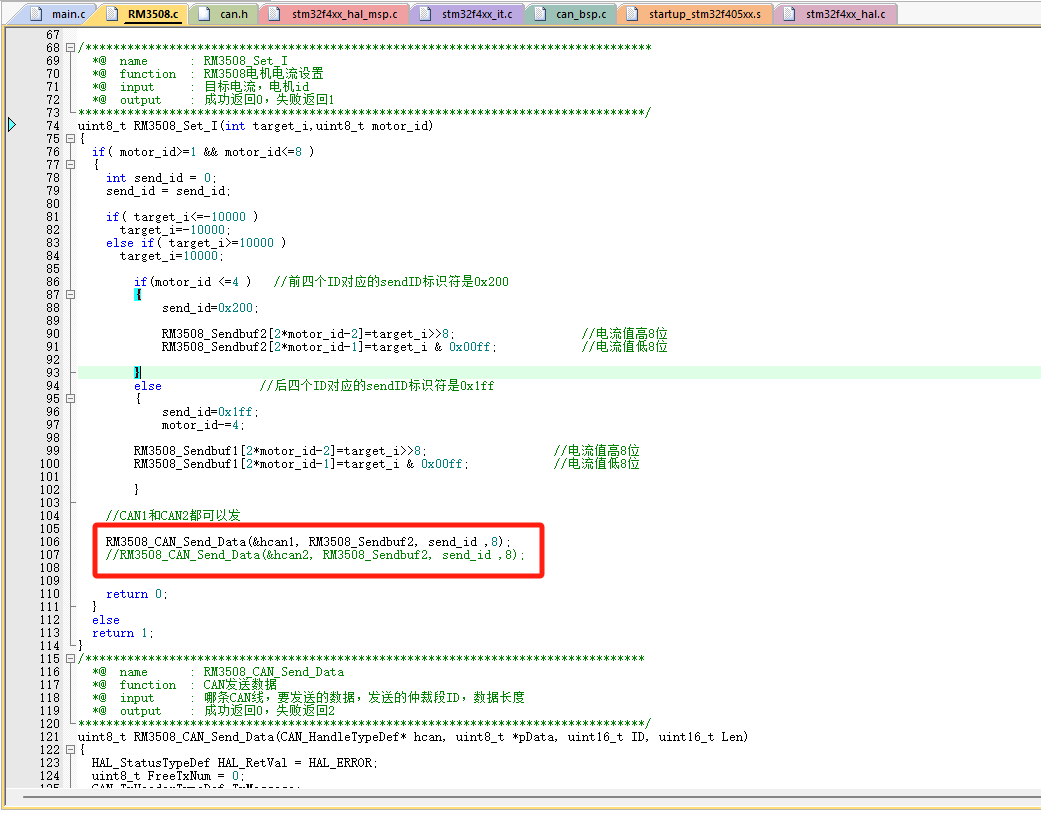 main.c RM3508.c can.h stm32f4xx_hal_msp.c stm32f4xx_it.c can_bsp.c startup_stm32f405xx.s stm32f4xx_hal.c
67
68 /*********************************************************************************
69 *@ name : RM3508_Set_I
70 *@ function : RM3508电机电流设置
71 *@ input : 目标电流，电机id
72 *@ output : 成功返回0，失败返回1
73 *********************************************************************************/
74 uint8_t RM3508_Set_I(int target_i,uint8_t motor_id)
75 {
76 if( motor_id>=1 && motor_id<=8 )
77 {
78 int send_id = 0;
79 send_id = send_id;
80
81 if( target_i<=-10000 )
82 target_i=-10000;
83 else if( target_i>=10000 )
84 target_i=10000;
85
86 if(motor_id <=4 ) //前四个ID对应的sendID标识符是0x200
87 {
88 send_id=0x200;
89
90 RM3508_Sendbuf2[2*motor_id-2]=target_i>>8; //电流值高8位
91 RM3508_Sendbuf2[2*motor_id-1]=target_i & 0x00ff; //电流值低8位
92
93 }
94 else //后四个ID对应的sendID标识符是0x1ff
95 {
96 send_id=0x1ff;
97 motor_id-=4;
98
99 RM3508_Sendbuf1[2*motor_id-2]=target_i>>8; //电流值高8位
100 RM3508_Sendbuf1[2*motor_id-1]=target_i & 0x00ff; //电流值低8位
101
102 }
103
104 //CAN1和CAN2都可以发
105
106 RM3508_CAN_Send_Data(&hcan1, RM3508_Sendbuf2, send_id ,8);
107 //RM3508_CAN_Send_Data(&hcan2, RM3508_Sendbuf2, send_id ,8);
108
109
110 return 0;
111 }
112 else
113 return 1;
114 }
115 /********************************************************************************
116 *@ name : RM3508_CAN_Send_Data
117 *@ function : CAN发送数据
118 *@ input : 哪条CAN线，要发送的数据，发送的仲裁段ID，数据长度
119 *@ output : 成功返回0，失败返回2
120 *********************************************************************************/
121 uint8_t RM3508_CAN_Send_Data(CAN_HandleTypeDef* hcan, uint8_t *pData, uint16_t ID, uint16_t Len)
122 {
123 HAL_StatusTypeDef HAL_RetVal = HAL_ERROR;
124 uint8_t FreeTxNum = 0;
125 CAN_TxHeaderTypeDef TxMessage;